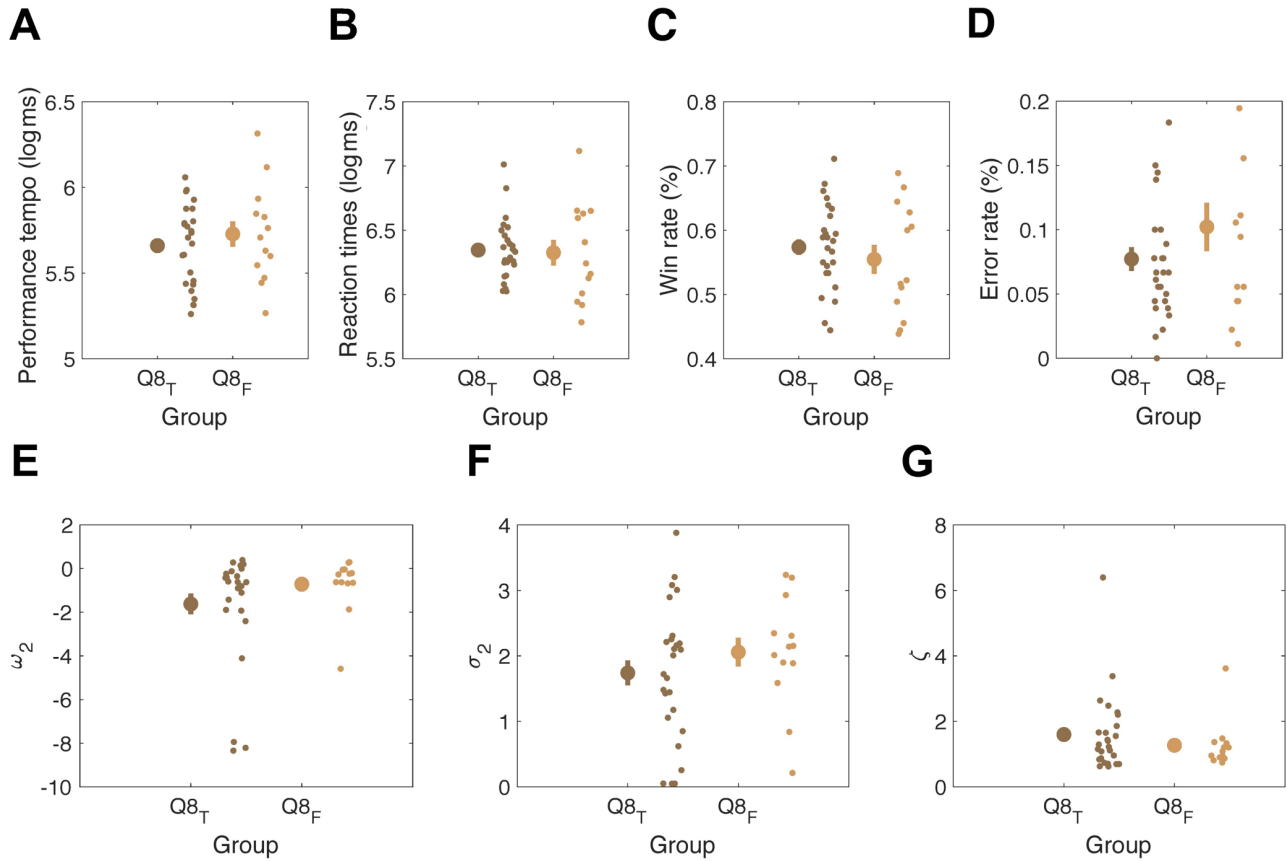 A
B
C
D
Performance tempo (logms)
6.5
6
5.5
5
Q8T
Q8F
Group
Reaction times (logms)
7.5
7
6.5
6
5.5
Q8T
Q8F
Group
Win rate (%)
0.8
0.7
0.6
0.5
0.4
Q8T
Q8F
Group
Error rate (%)
0.2
0.15
0.1
0.05
0
Q8T
Q8F
Group
E
F
G
ω2
2
0
-2
-4
-6
-8
-10
Q8T
Q8F
Group
σ2
4
3
2
1
0
Q8T
Q8F
Group
ζ
8
6
4
2
0
Q8T
Q8F
Group